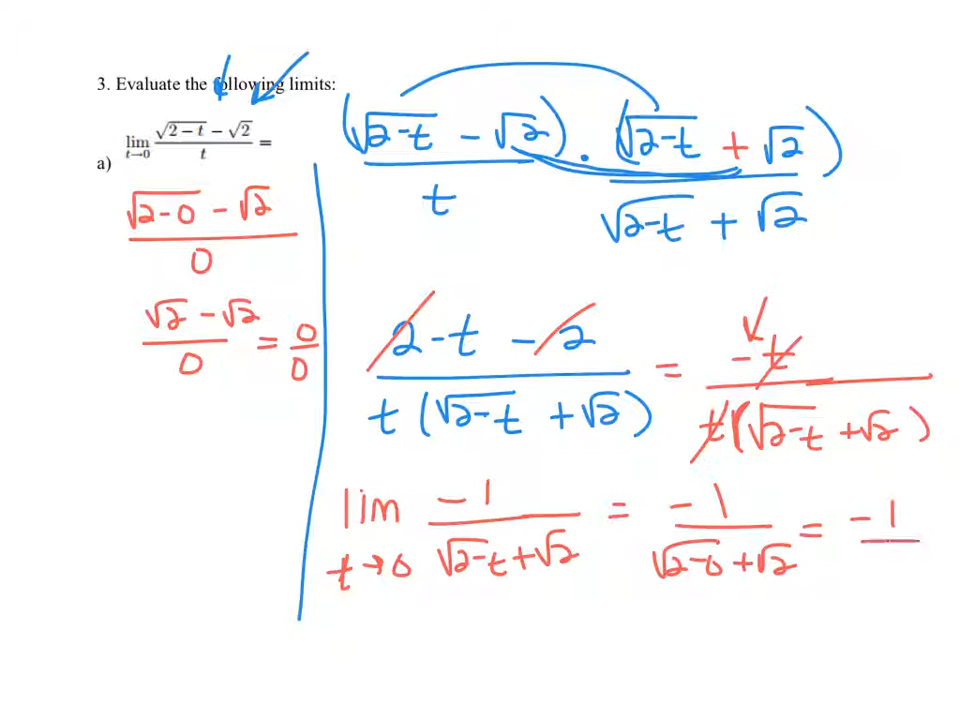 3. Evaluate the following limits:
a) lim t→0 (√(2-t) - √2)/t =
(√(2-0) - √2)/0
(√2 - √2)/0 = 0/0
(√(2-t) - √2)/t · (√(2-t) + √2)/(√(2-t) + √2)
(2-t-2)/(t(√(2-t) + √2)) = -t/(t(√(2-t) + √2))
lim t→0 -1/(√(2-t) + √2) = -1/(√(2-0) + √2) = -1